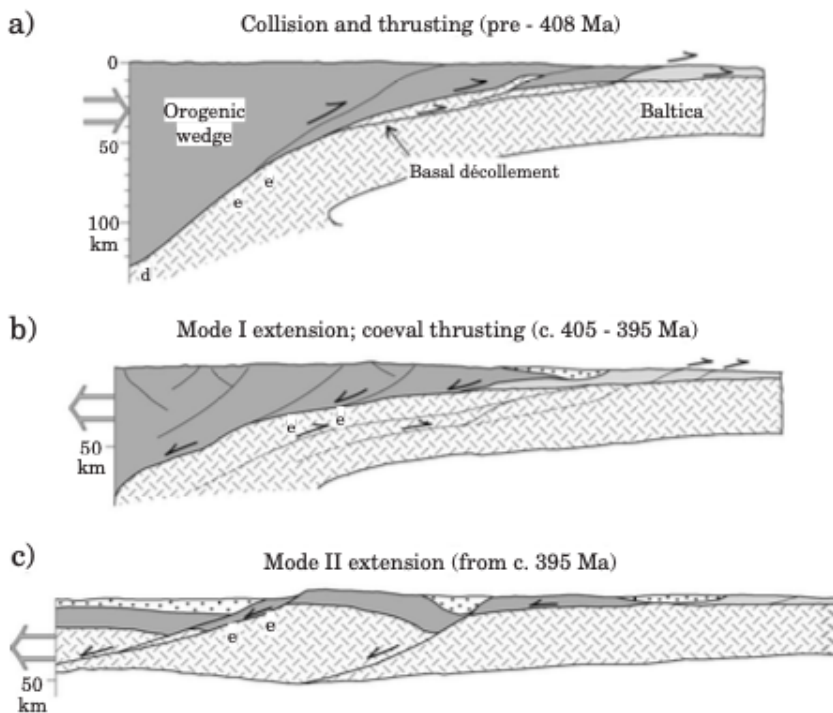 a)
Collision and thrusting (pre - 408 Ma)
0
Orogenic
wedge
Baltica
50
Basal décollement
e
e
100
km
d
b)
Mode I extension; coeval thrusting (c. 405 - 395 Ma)
e
e
50
km
c)
Mode II extension (from c. 395 Ma)
e
e
50
km